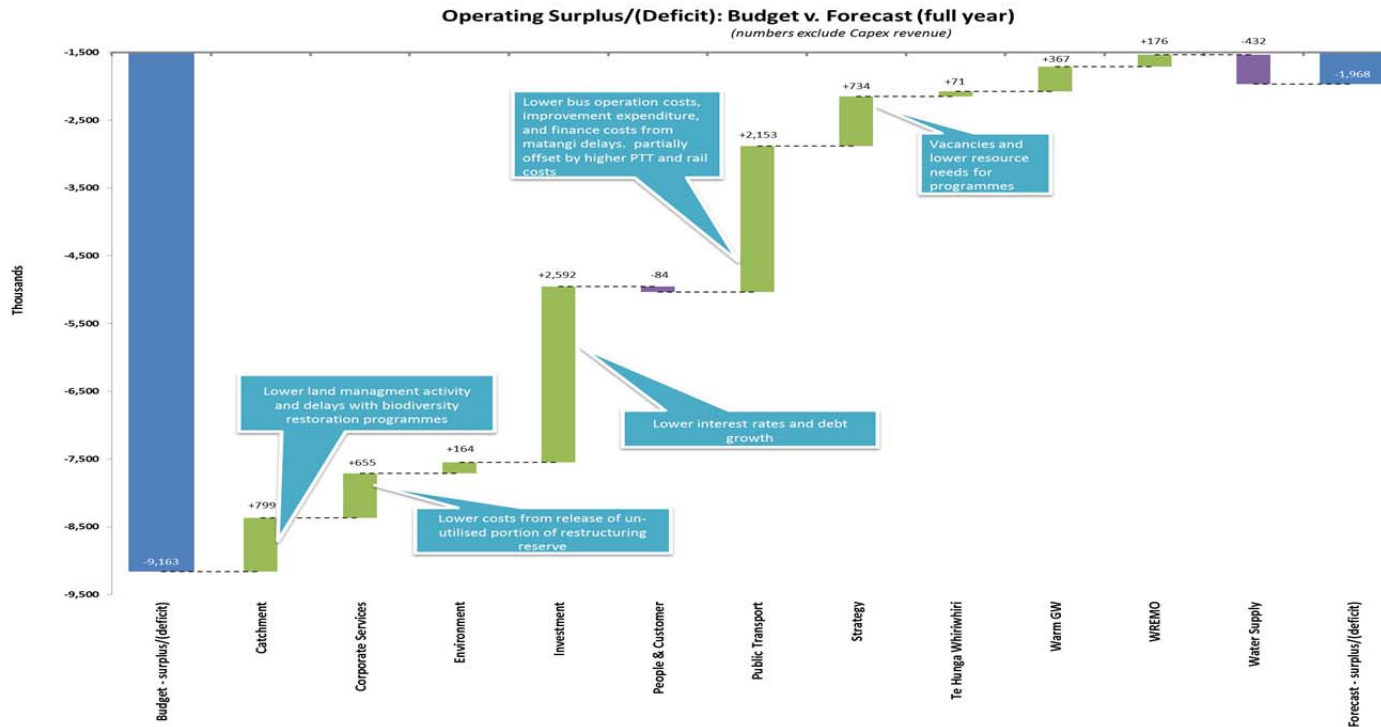 Operating Surplus/(Deficit): Budget v. Forecast (full year)
(numbers exclude Capex revenue)
Thousands
-1,500
-2,500
-3,500
-4,500
-5,500
-6,500
-7,500
-8,500
-9,500
-9,163
+799
+655
+164
+2,592
-84
+2,153
+734
+71
+367
+176
-432
-1,968
Lower land managment activity
and delays with biodiversity
restoration programmes
Lower costs from release of un-
utilised portion of restructuring
reserve
Lower interest rates and debt
growth
Lower bus operation costs,
improvement expenditure,
and finance costs from
matangi delays. partially
offset by higher PTT and rail
costs
Vacancies and
lower resource
needs for
programmes
Budget - surplus/(deficit)
Catchment
Corporate Services
Environment
Investment
People & Customer
Public Transport
Strategy
Te Hunga Whiriwhiri
Warm GW
WREMO
Water Supply
Forecast - surplus/(deficit)